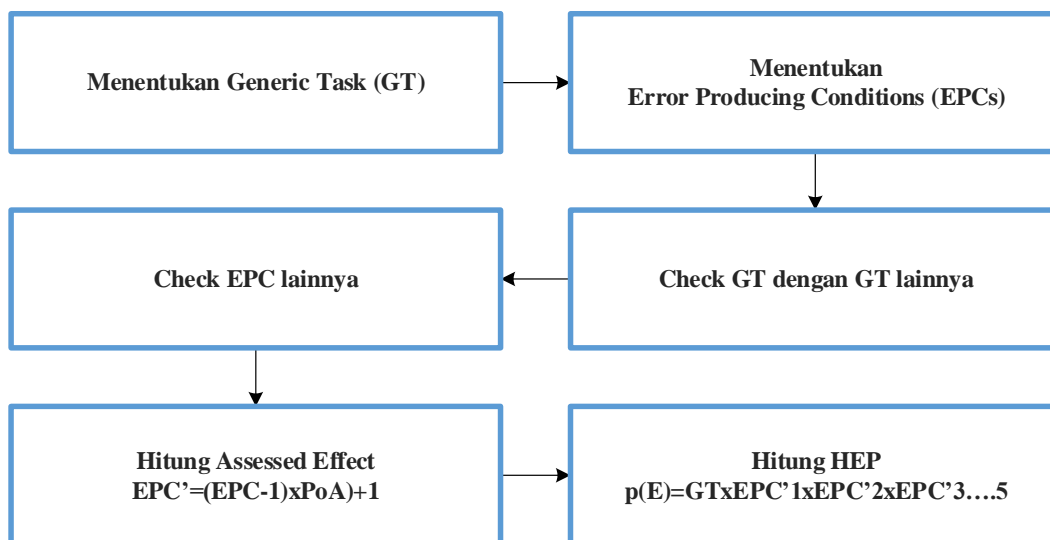 Menentukan Generic Task (GT)
Menentukan
Error Producing Conditions (EPCs)
Check GT dengan GT lainnya
Check EPC lainnya
Hitung Assessed Effect
EPC’=(EPC-1)xPoA)+1
Hitung HEP
p(E)=GTxEPC’1xEPC’2xEPC’3….5